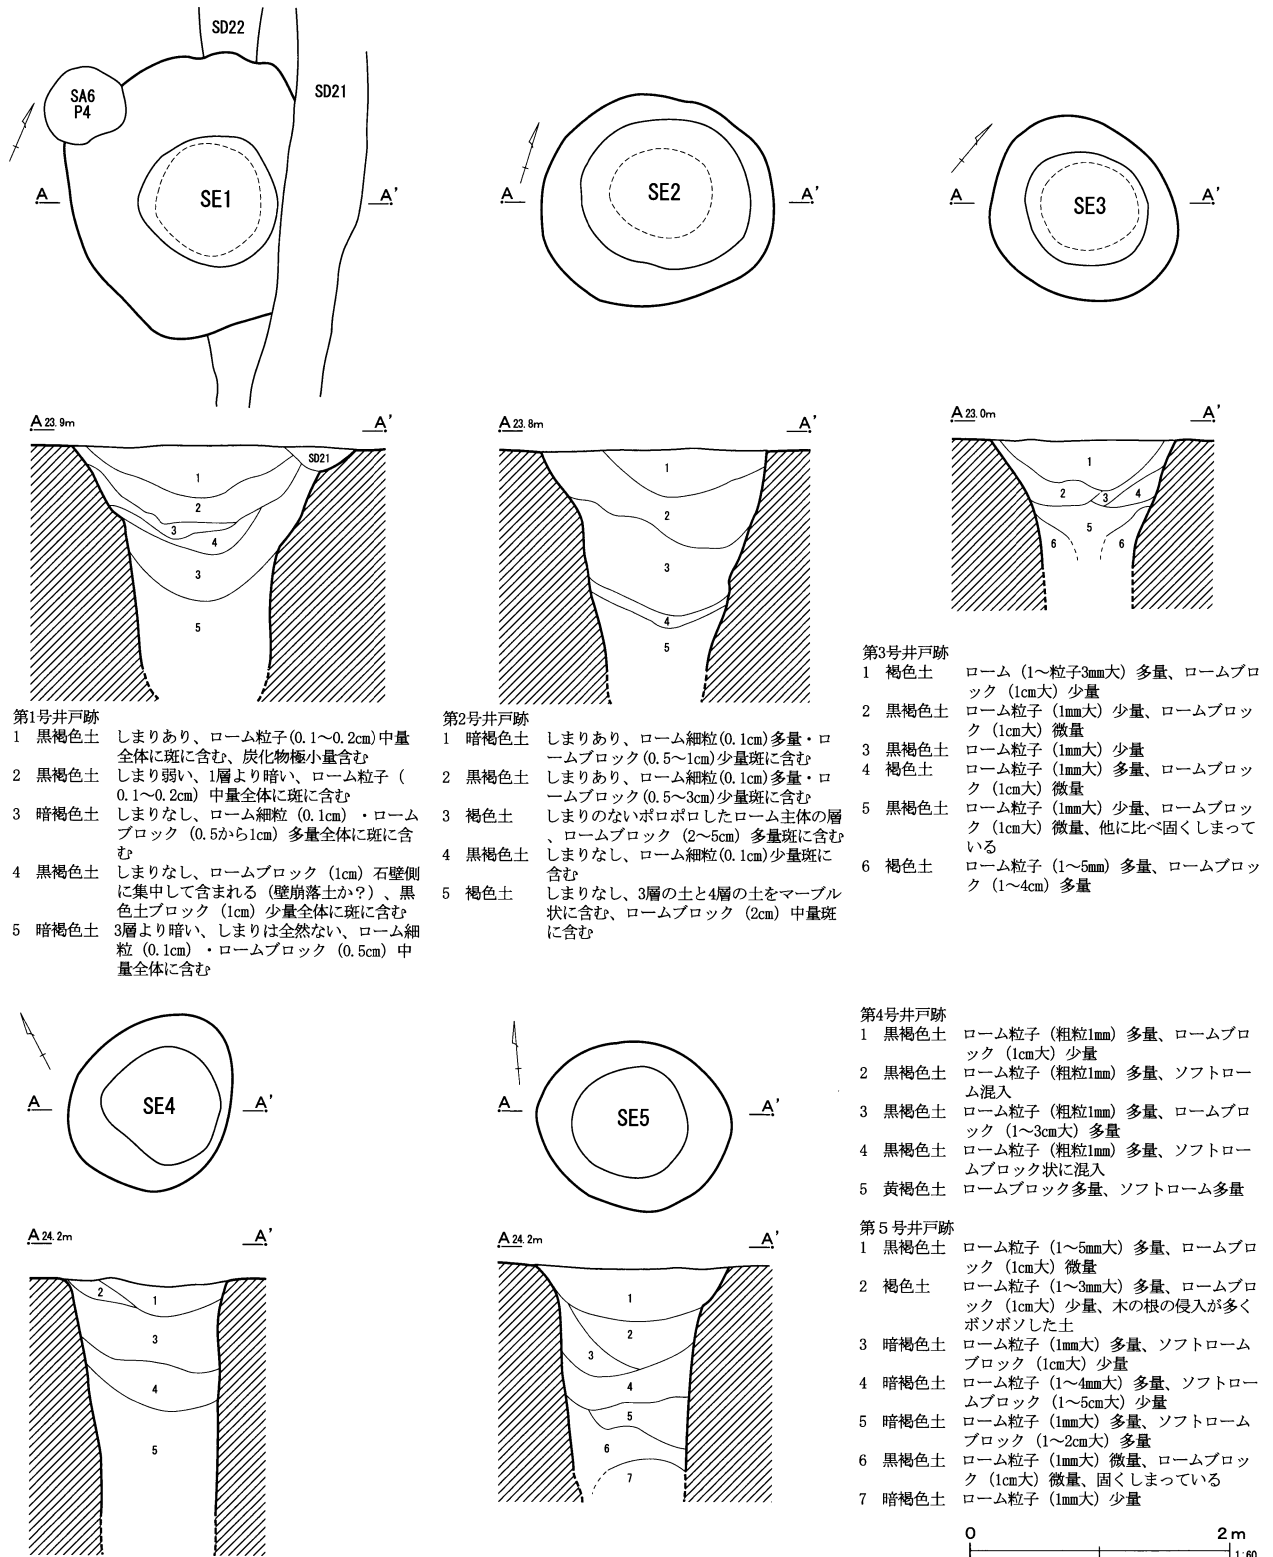 SD22
SA6
P4
SD21
A
SE1
A'
A
SE2
A'
A
SE3
A'
A 23.9m
A'
SD21
1
2
3
4
3
5
A 23.8m
A'
1
2
3
4
5
A 23.0m
A'
1
2
3
4
5
6
6
第1号井戸跡
1 黒褐色土 しまりあり、ローム粒子(0.1～0.2cm)中量
全体に斑に含む、炭化物極小量含む
2 黒褐色土 しまり弱い、1層より暗い、ローム粒子（
0.1～0.2cm）中量全体に斑に含む
3 暗褐色土 しまりなし、ローム細粒（0.1cm）・ローム
ブロック（0.5から1cm）多量全体に斑に含
む
4 黒褐色土 しまりなし、ロームブロック（1cm）石壁側
に集中して含まれる（壁崩落土か？）、黒
色土ブロック（1cm）少量全体に斑に含む
5 暗褐色土 3層より暗い、しまりは全然ない、ローム細
粒（0.1cm）・ロームブロック（0.5cm）中
量全体に含む
第2号井戸跡
1 暗褐色土 しまりあり、ローム細粒(0.1cm)多量・ロ
ームブロック(0.5～1cm)少量斑に含む
2 黒褐色土 しまりあり、ローム細粒(0.1cm)多量・ロ
ームブロック(0.5～3cm)少量斑に含む
3 褐色土 しまりのないボロボロしたローム主体の層
、ロームブロック（2～5cm）多量斑に含む
4 黒褐色土 しまりなし、ローム細粒(0.1cm)少量斑に
含む
5 褐色土 しまりなし、3層の土と4層の土をマーブル
状に含む、ロームブロック（2cm）中量斑
に含む
第3号井戸跡
1 褐色土 ローム（1～粒子3mm大）多量、ロームブロ
ック（1cm大）少量
2 黒褐色土 ローム粒子（1mm大）少量、ロームブロッ
ク（1cm大）微量
3 黒褐色土 ローム粒子（1mm大）少量
4 褐色土 ローム粒子（1mm大）多量、ロームブロッ
ク（1cm大）微量
5 黒褐色土 ローム粒子（1mm大）少量、ロームブロッ
ク（1cm大）微量、他に比べ固くしまって
いる
6 褐色土 ローム粒子（1～5mm）多量、ロームブロッ
ク（1～4cm）多量
A
SE4
A'
A
SE5
A'
A 24.2m
A'
1
2
3
4
5
A 24.2m
A'
1
2
3
4
5
6
7
第4号井戸跡
1 黒褐色土 ローム粒子（粗粒1mm）多量、ロームブロ
ック（1cm大）少量
2 黒褐色土 ローム粒子（粗粒1mm）多量、ソフトロー
ム混入
3 黒褐色土 ローム粒子（粗粒1mm）多量、ロームブロ
ック（1～3cm大）多量
4 黒褐色土 ローム粒子（粗粒1mm）多量、ソフトロー
ムブロック状に混入
5 黄褐色土 ロームブロック多量、ソフトローム多量
第５号井戸跡
1 黒褐色土 ローム粒子（1～5mm大）多量、ロームブロ
ック（1cm大）微量
2 褐色土 ローム粒子（1～3mm大）多量、ロームブロ
ック（1cm大）少量、木の根の侵入が多く
ボソボソした土
3 暗褐色土 ローム粒子（1mm大）多量、ソフトローム
ブロック（1cm大）少量
4 暗褐色土 ローム粒子（1～4mm大）多量、ソフトロー
ムブロック（1～5cm大）少量
5 暗褐色土 ローム粒子（1mm大）多量、ソフトローム
ブロック（1～2cm大）多量
6 黒褐色土 ローム粒子（1mm大）微量、ロームブロッ
ク（1cm大）微量、固くしまっている
7 暗褐色土 ローム粒子（1mm大）少量
0 2m
1:60